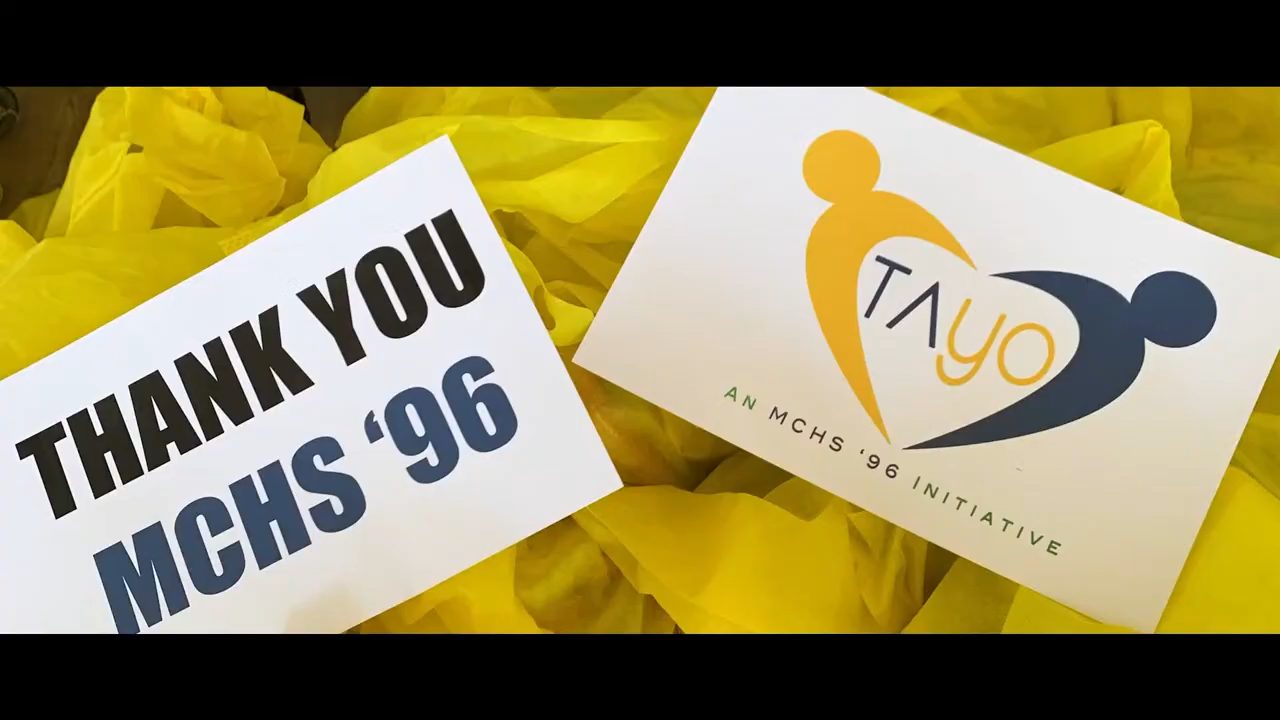 THANK YOU
MCHS ‘96
TAYO
AN MCHS ‘96 INITIATIVE